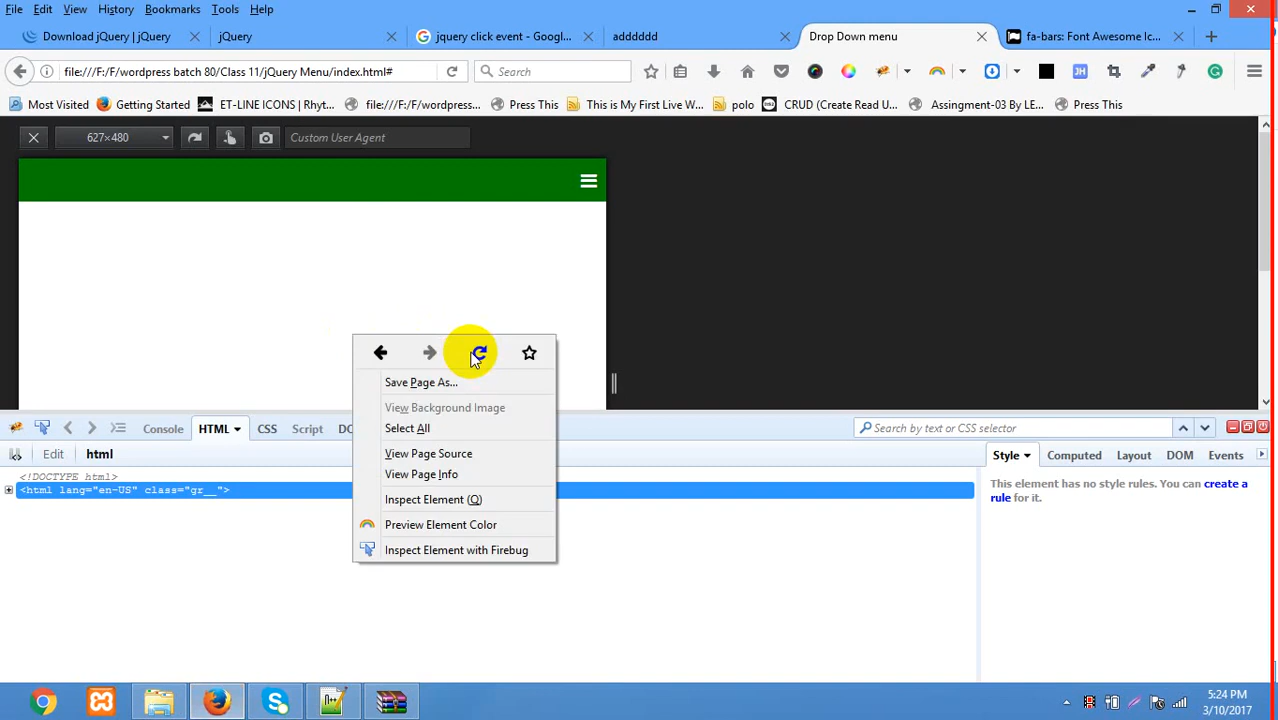 File Edit View History Bookmarks Tools Help
Download jQuery | jQuery jQuery jquery click event - Googl... adddddd Drop Down menu fa-bars: Font Awesome Ic...
file:///F:/F/wordpress batch 80/Class 11/jQuery Menu/index.html# Search JH
Most Visited Getting Started ET-LINE ICONS | Rhyt... file:///F:/F/wordpress... Press This This is My First Live W... polo CRUD (Create Read U... Assingment-03 By LE... Press This
627×480 Custom User Agent
Save Page As...
View Background Image
Select All
View Page Source
View Page Info
Inspect Element (Q)
Preview Element Color
Inspect Element with Firebug
Console HTML CSS Script DO Search by text or CSS selector
Edit html Style Computed Layout DOM Events
<!DOCTYPE html>
<html lang="en-US" class="gr__">
This element has no style rules. You can create a
rule for it.
5:24 PM
3/10/2017